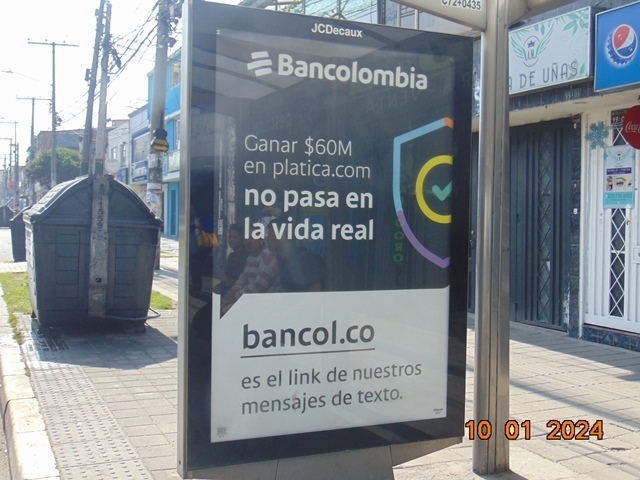 C72+0435
JCDecaux
Bancolombia
Ganar $60M
en platica.com
no pasa en
la vida real
bancol.co
es el link de nuestros
mensajes de texto.
DE UÑAS
pepsi
10 01 2024